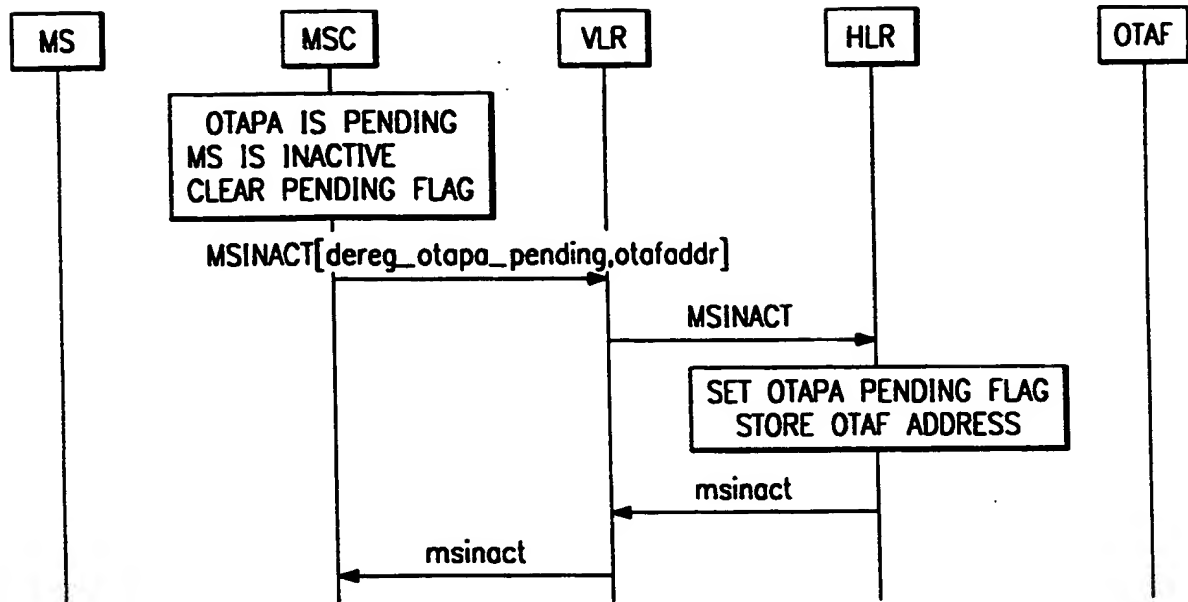 MS
MSC
VLR
HLR
OTAF
OTAPA IS PENDING
MS IS INACTIVE
CLEAR PENDING FLAG
MSINACT[dereg_otapa_pending,otafaddr]
MSINACT
SET OTAPA PENDING FLAG
STORE OTAF ADDRESS
msinact
msinact